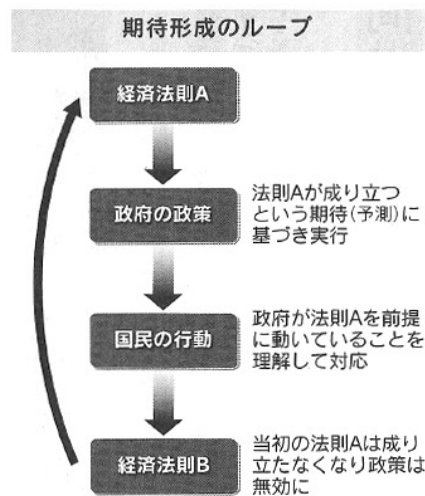 期待形成のループ
経済法則A
政府の政策
法則Aが成り立つ
という期待(予測)に
基づき実行
国民の行動
政府が法則Aを前提
に動いていることを
理解して対応
経済法則B
当初の法則Aは成り
立たなくなり政策は
無効に